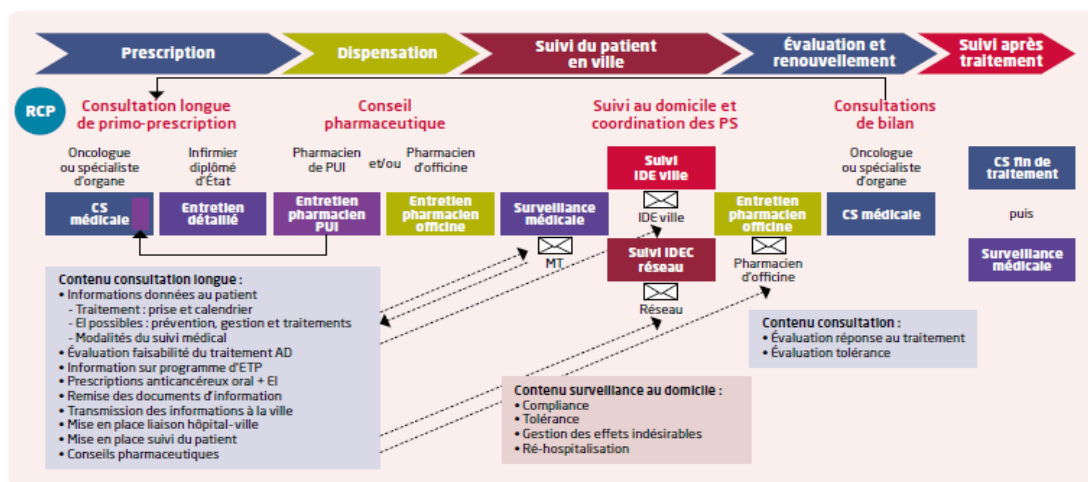 Prescription
Dispensation
Suivi du patient
en ville
Évaluation et
renouvellement
Suivi après
traitement
RCP
Consultation longue
de primo-prescription
Conseil
pharmaceutique
Suivi au domicile et
coordination des PS
Consultations
de bilan
Oncologue
ou spécialiste
d'organe
Infirmier
diplômé
d'État
Pharmacien
de PUI
et/ou
Pharmacien
d'officine
Oncologue
ou spécialiste
d'organe
CS
médicale
Entretien
détaillé
Entretien
pharmacien
PUI
Entretien
pharmacien
officine
Surveillance
médicale
MT
Suivi
IDE ville
IDE ville
Suivi IDEC
réseau
Réseau
Entretien
pharmacien
officine
Pharmacien
d'officine
CS médicale
CS fin de
traitement
puis
Surveillance
médicale
Contenu consultation longue :
• Informations données au patient
- Traitement : prise et calendrier
- EI possibles : prévention, gestion et traitements
- Modalités du suivi médical
• Évaluation faisabilité du traitement AD
• Information sur programme d'ETP
• Prescriptions anticancéreux oral + EI
• Remise des documents d'information
• Transmission des informations à la ville
• Mise en place liaison hôpital-ville
• Mise en place suivi du patient
• Conseils pharmaceutiques
Contenu surveillance au domicile :
• Compliance
• Tolérance
• Gestion des effets indésirables
• Ré-hospitalisation
Contenu consultation :
• Évaluation réponse au traitement
• Évaluation tolérance